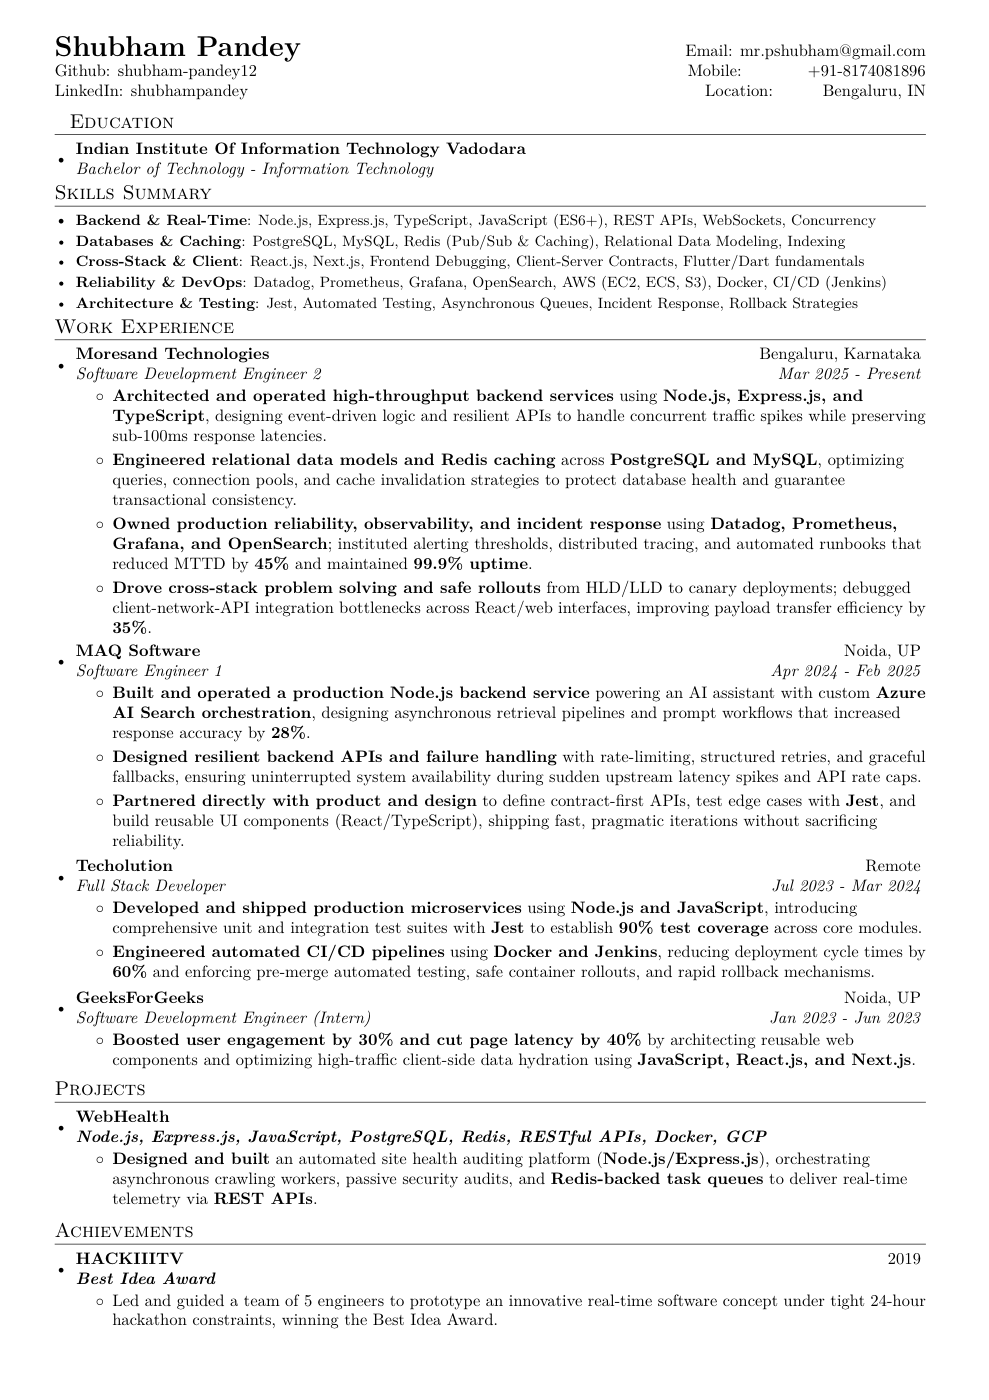 Shubham Pandey
Email: mr.pshubham@gmail.com
Github: shubham-pandey12
Mobile: +91-8174081896
LinkedIn: shubhampandey
Location: Bengaluru, IN
Education
• Indian Institute Of Information Technology Vadodara
Bachelor of Technology - Information Technology
Skills Summary
• Backend & Real-Time: Node.js, Express.js, TypeScript, JavaScript (ES6+), REST APIs, WebSockets, Concurrency
• Databases & Caching: PostgreSQL, MySQL, Redis (Pub/Sub & Caching), Relational Data Modeling, Indexing
• Cross-Stack & Client: React.js, Next.js, Frontend Debugging, Client-Server Contracts, Flutter/Dart fundamentals
• Reliability & DevOps: Datadog, Prometheus, Grafana, OpenSearch, AWS (EC2, ECS, S3), Docker, CI/CD (Jenkins)
• Architecture & Testing: Jest, Automated Testing, Asynchronous Queues, Incident Response, Rollback Strategies
Work Experience
• Moresand Technologies Bengaluru, Karnataka
Software Development Engineer 2 Mar 2025 - Present
◦ Architected and operated high-throughput backend services using Node.js, Express.js, and
TypeScript, designing event-driven logic and resilient APIs to handle concurrent traffic spikes while preserving
sub-100ms response latencies.
◦ Engineered relational data models and Redis caching across PostgreSQL and MySQL, optimizing
queries, connection pools, and cache invalidation strategies to protect database health and guarantee
transactional consistency.
◦ Owned production reliability, observability, and incident response using Datadog, Prometheus,
Grafana, and OpenSearch; instituted alerting thresholds, distributed tracing, and automated runbooks that
reduced MTTD by 45% and maintained 99.9% uptime.
◦ Drove cross-stack problem solving and safe rollouts from HLD/LLD to canary deployments; debugged
client-network-API integration bottlenecks across React/web interfaces, improving payload transfer efficiency by
35%.
• MAQ Software Noida, UP
Software Engineer 1 Apr 2024 - Feb 2025
◦ Built and operated a production Node.js backend service powering an AI assistant with custom Azure
AI Search orchestration, designing asynchronous retrieval pipelines and prompt workflows that increased
response accuracy by 28%.
◦ Designed resilient backend APIs and failure handling with rate-limiting, structured retries, and graceful
fallbacks, ensuring uninterrupted system availability during sudden upstream latency spikes and API rate caps.
◦ Partnered directly with product and design to define contract-first APIs, test edge cases with Jest, and
build reusable UI components (React/TypeScript), shipping fast, pragmatic iterations without sacrificing
reliability.
• Techolution Remote
Full Stack Developer Jul 2023 - Mar 2024
◦ Developed and shipped production microservices using Node.js and JavaScript, introducing
comprehensive unit and integration test suites with Jest to establish 90% test coverage across core modules.
◦ Engineered automated CI/CD pipelines using Docker and Jenkins, reducing deployment cycle times by
60% and enforcing pre-merge automated testing, safe container rollouts, and rapid rollback mechanisms.
• GeeksForGeeks Noida, UP
Software Development Engineer (Intern) Jan 2023 - Jun 2023
◦ Boosted user engagement by 30% and cut page latency by 40% by architecting reusable web
components and optimizing high-traffic client-side data hydration using JavaScript, React.js, and Next.js.
Projects
• WebHealth
Node.js, Express.js, JavaScript, PostgreSQL, Redis, RESTful APIs, Docker, GCP
◦ Designed and built an automated site health auditing platform (Node.js/Express.js), orchestrating
asynchronous crawling workers, passive security audits, and Redis-backed task queues to deliver real-time
telemetry via REST APIs.
Achievements
• HACKIIITV 2019
Best Idea Award
◦ Led and guided a team of 5 engineers to prototype an innovative real-time software concept under tight 24-hour
hackathon constraints, winning the Best Idea Award.